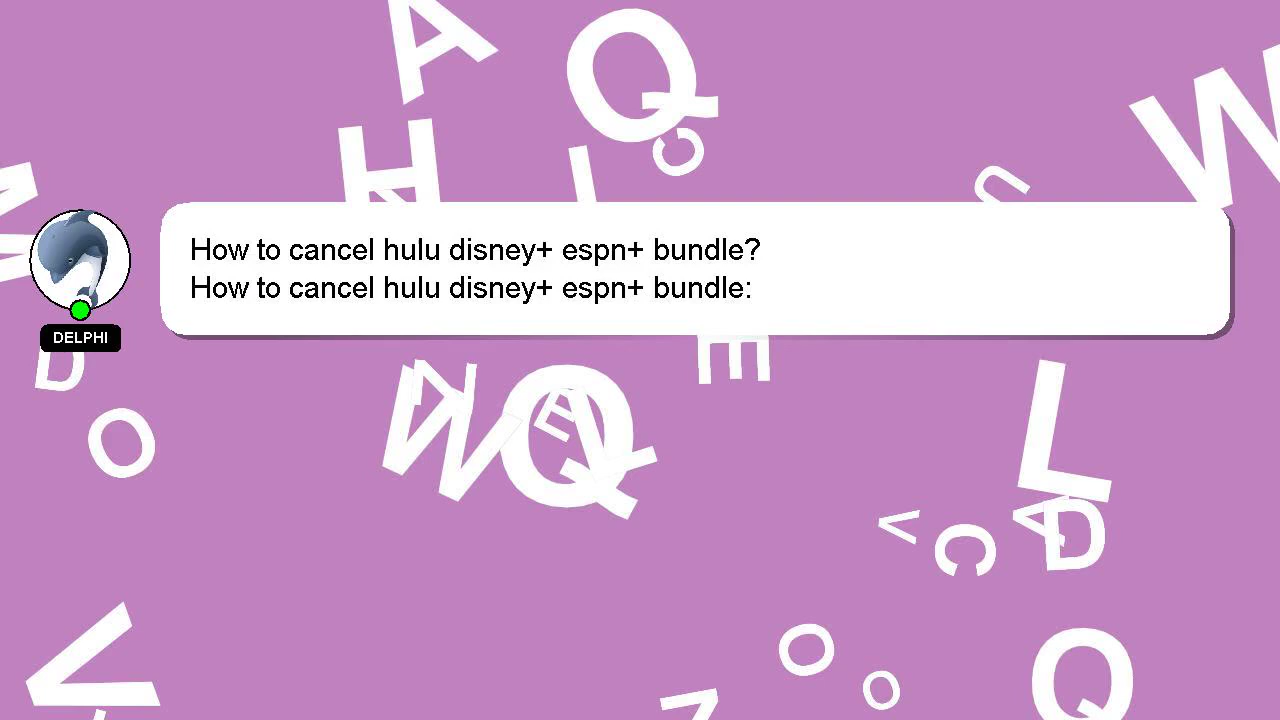 A
Q
H
C
U
W
How to cancel hulu disney+ espn+ bundle?
How to cancel hulu disney+ espn+ bundle:
DELPHI
D
O
W
Q
E
E
L
V
C
A
D
V
O
O
Q